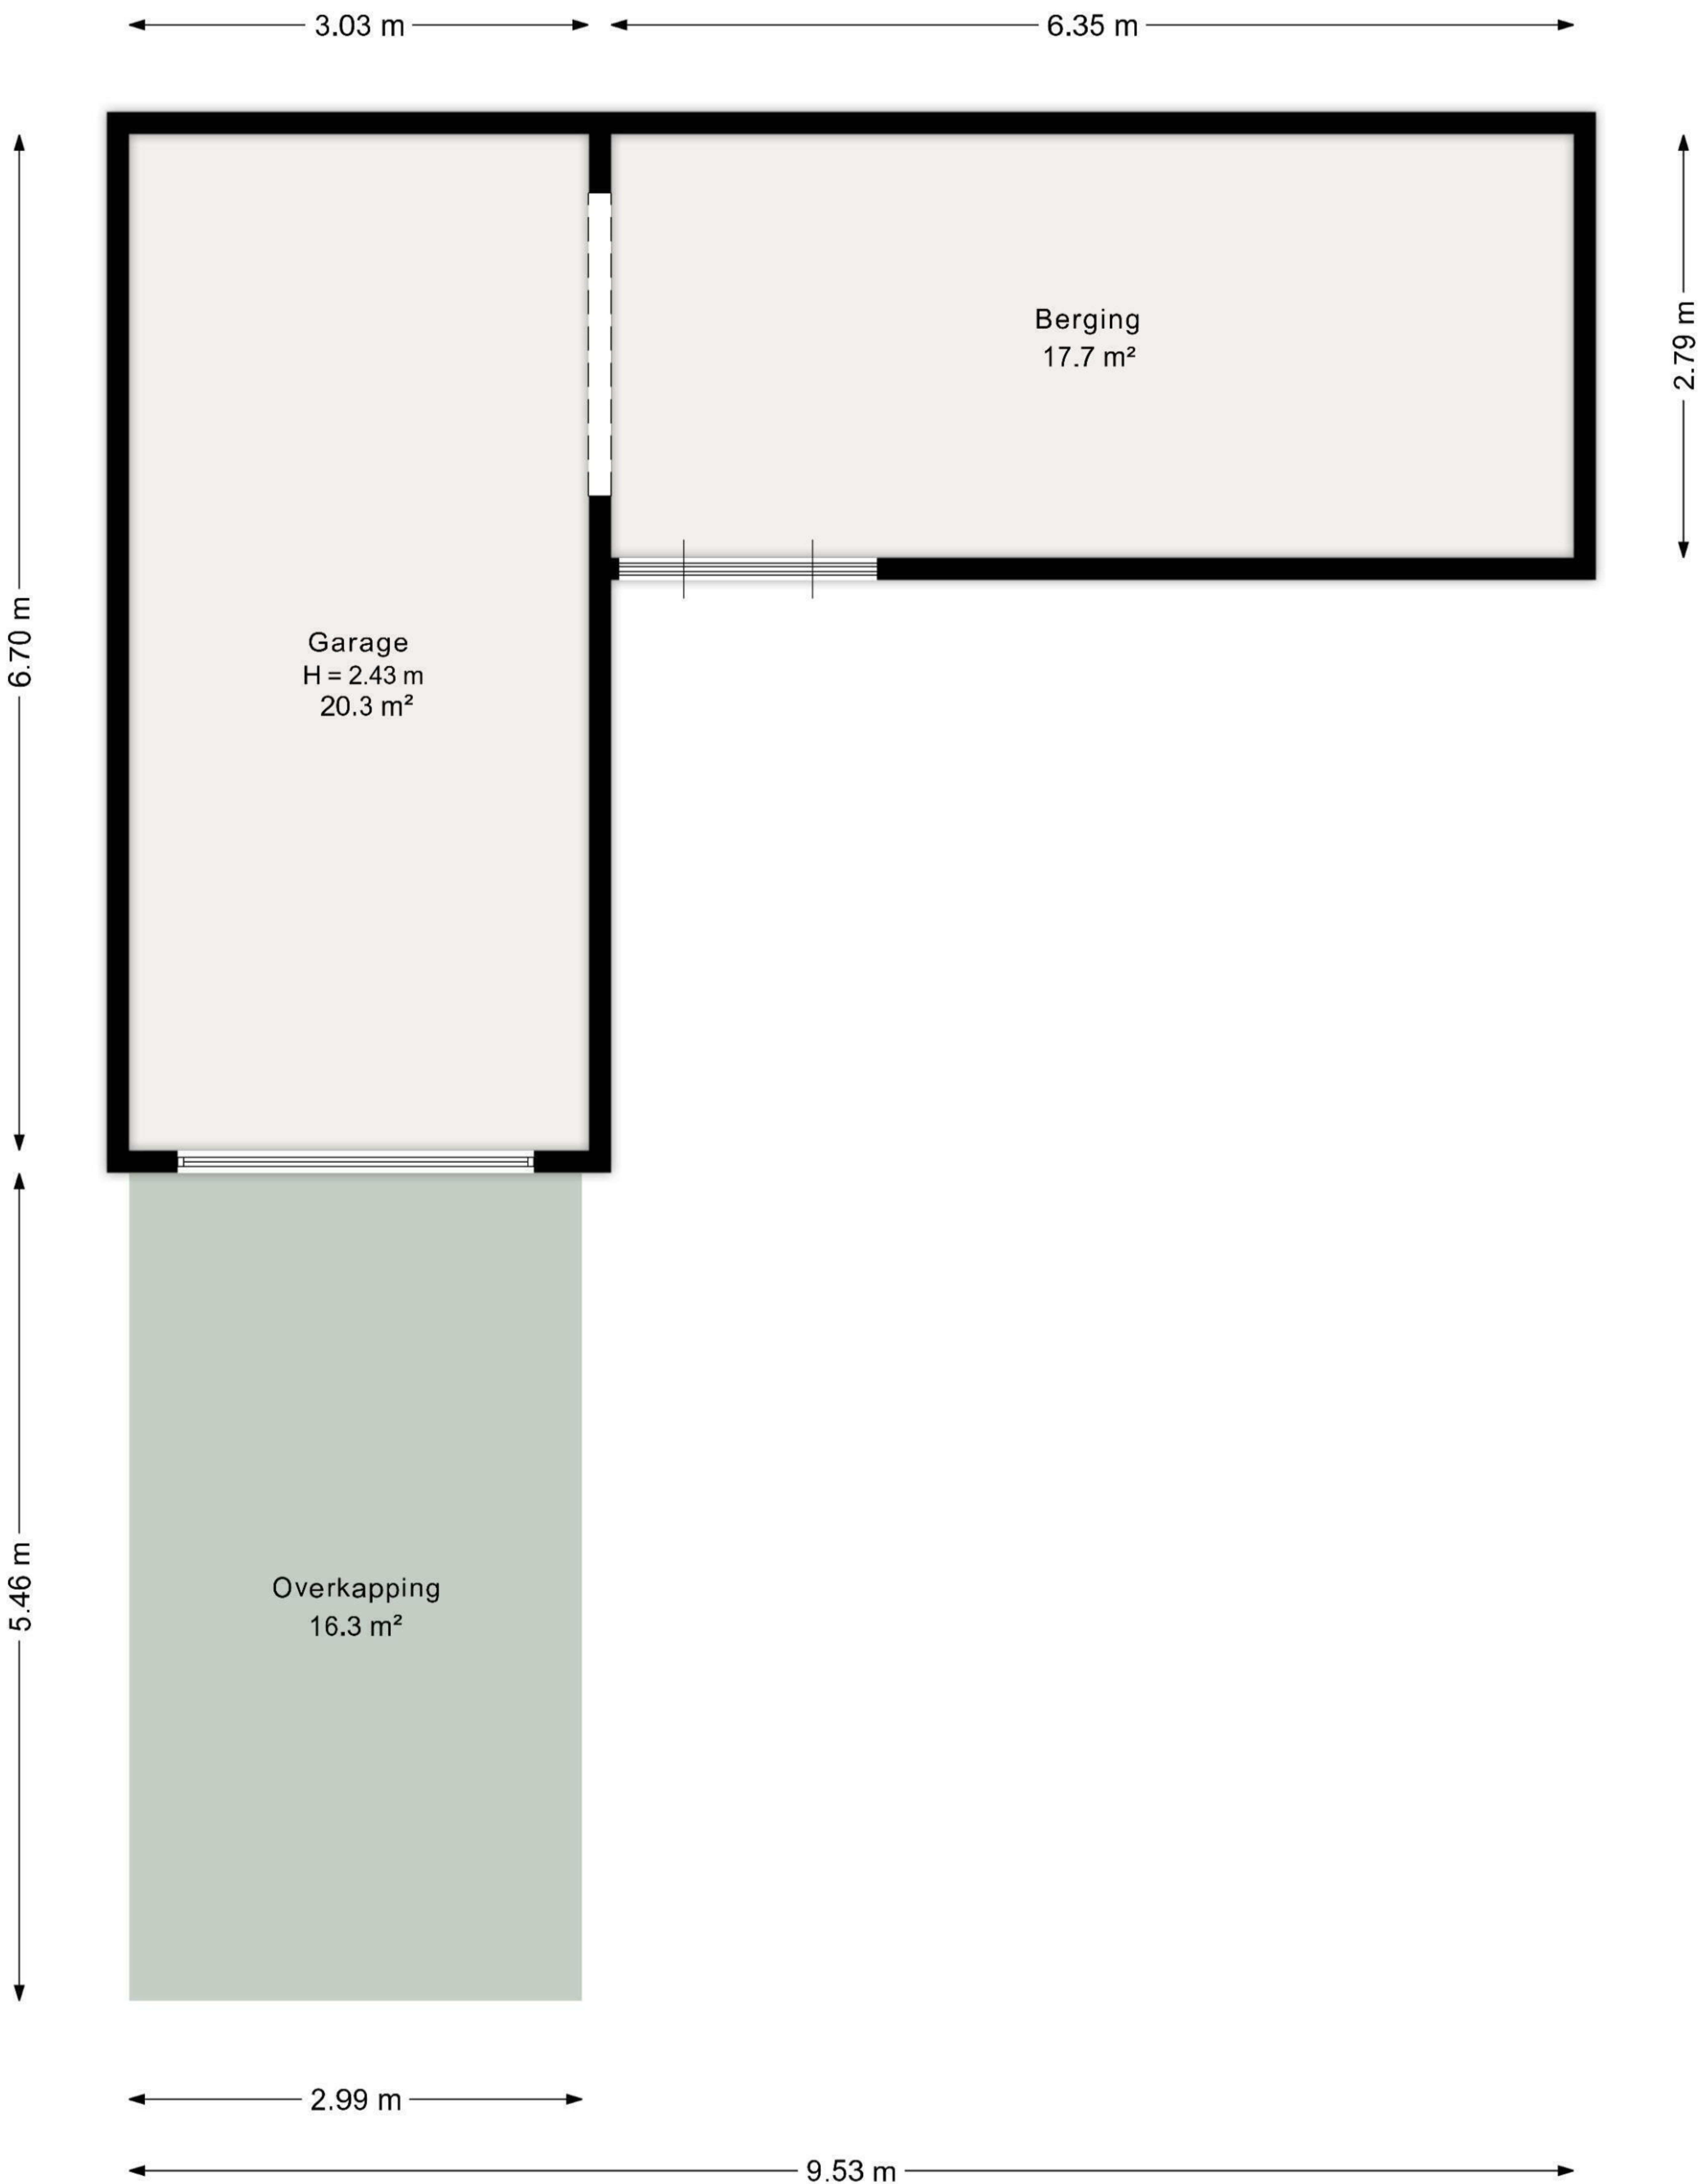 3.03 m
6.35 m
Berging
17.7 m²
2.79 m
6.70 m
Garage
H = 2.43 m
20.3 m²
5.46 m
Overkapping
16.3 m²
2.99 m
9.53 m